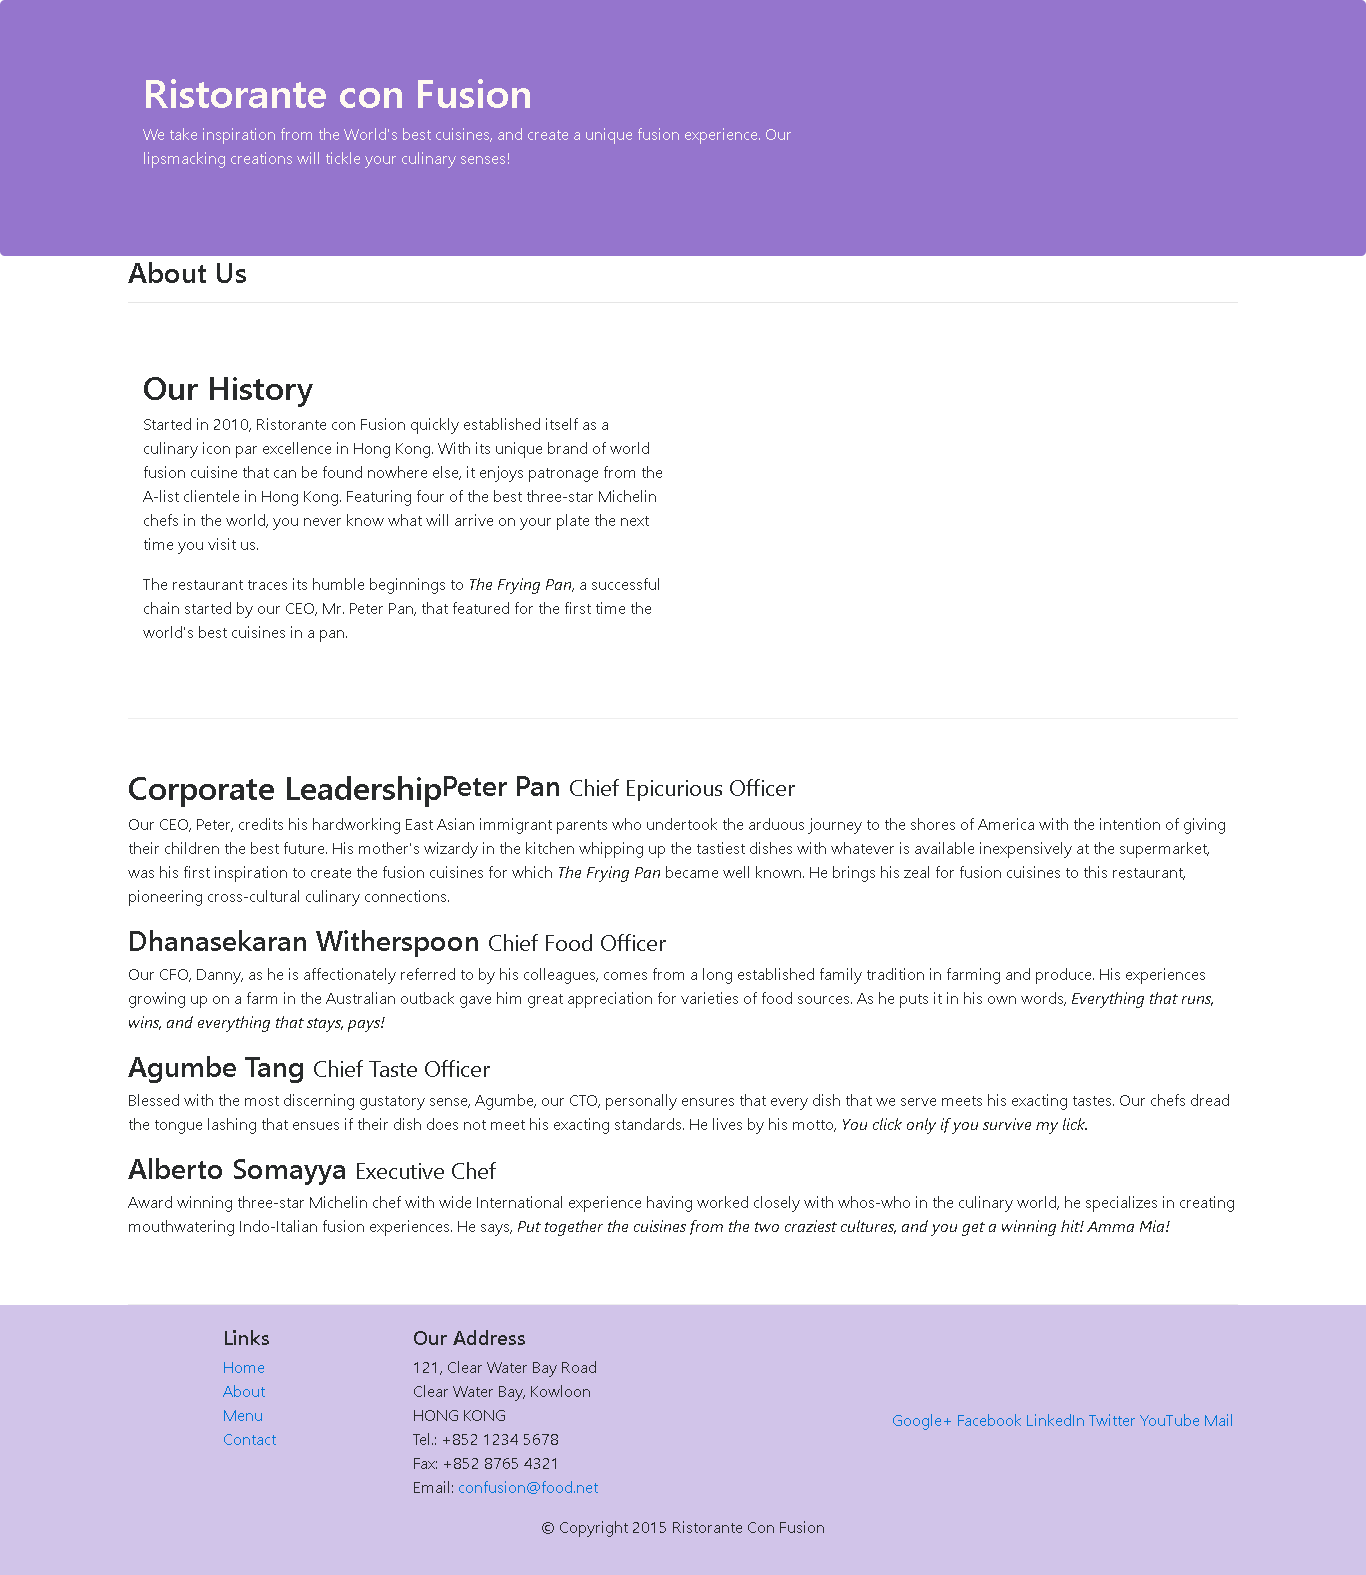 Ristorante con Fusion
We take inspiration from the World's best cuisines, and create a unique fusion experience. Our
lipsmacking creations will tickle your culinary senses!
About Us
Our History
Started in 2010, Ristorante con Fusion quickly established itself as a
culinary icon par excellence in Hong Kong. With its unique brand of world
fusion cuisine that can be found nowhere else, it enjoys patronage from the
A-list clientele in Hong Kong. Featuring four of the best three-star Michelin
chefs in the world, you never know what will arrive on your plate the next
time you visit us.
The restaurant traces its humble beginnings to The Frying Pan, a successful
chain started by our CEO, Mr. Peter Pan, that featured for the first time the
world's best cuisines in a pan.
Corporate LeadershipPeter Pan Chief Epicurious Officer
Our CEO, Peter, credits his hardworking East Asian immigrant parents who undertook the arduous journey to the shores of America with the intention of giving
their children the best future. His mother's wizardy in the kitchen whipping up the tastiest dishes with whatever is available inexpensively at the supermarket,
was his first inspiration to create the fusion cuisines for which The Frying Pan became well known. He brings his zeal for fusion cuisines to this restaurant,
pioneering cross-cultural culinary connections.
Dhanasekaran Witherspoon Chief Food Officer
Our CFO, Danny, as he is affectionately referred to by his colleagues, comes from a long established family tradition in farming and produce. His experiences
growing up on a farm in the Australian outback gave him great appreciation for varieties of food sources. As he puts it in his own words, Everything that runs,
wins, and everything that stays, pays!
Agumbe Tang Chief Taste Officer
Blessed with the most discerning gustatory sense, Agumbe, our CTO, personally ensures that every dish that we serve meets his exacting tastes. Our chefs dread
the tongue lashing that ensues if their dish does not meet his exacting standards. He lives by his motto, You click only if you survive my lick.
Alberto Somayya Executive Chef
Award winning three-star Michelin chef with wide International experience having worked closely with whos-who in the culinary world, he specializes in creating
mouthwatering Indo-Italian fusion experiences. He says, Put together the cuisines from the two craziest cultures, and you get a winning hit! Amma Mia!
Links
Home
About
Menu
Contact
Our Address
121, Clear Water Bay Road
Clear Water Bay, Kowloon
HONG KONG
Tel.: +852 1234 5678
Fax: +852 8765 4321
Email: confusion@food.net
Google+ Facebook LinkedIn Twitter YouTube Mail
© Copyright 2015 Ristorante Con Fusion